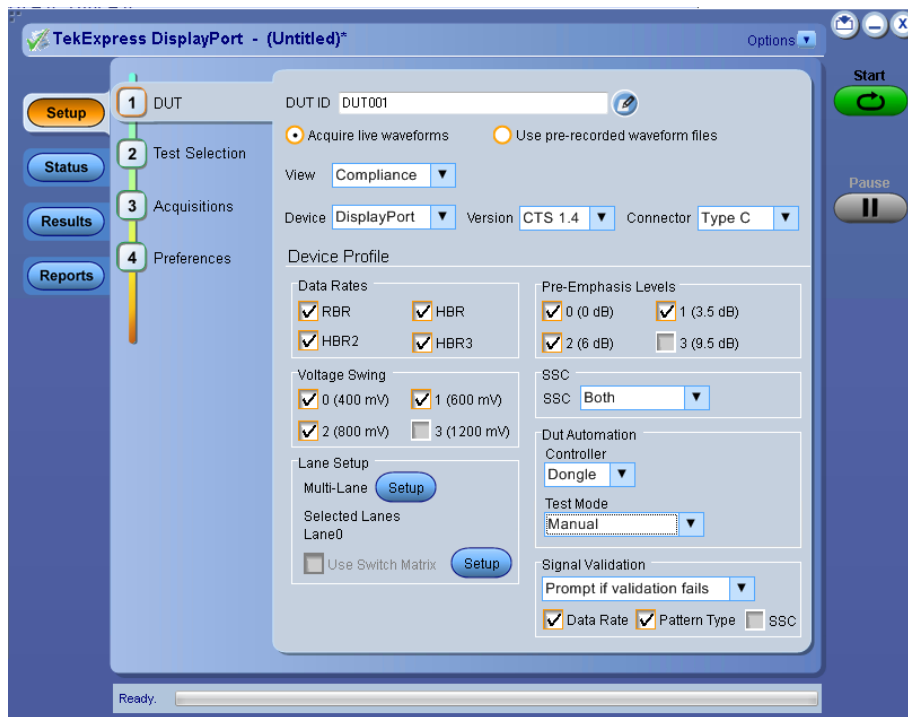 TekExpress DisplayPort - (Untitled)*
Options
X
Start
Pause
Setup
Status
Results
Reports
1 DUT
2 Test Selection
3 Acquisitions
4 Preferences
DUT ID DUT001
Acquire live waveforms Use pre-recorded waveform files
View Compliance
Device DisplayPort Version CTS 1.4 Connector Type C
Device Profile
Data Rates
RBR HBR
HBR2 HBR3
Voltage Swing
0 (400 mV) 1 (600 mV)
2 (800 mV) 3 (1200 mV)
Lane Setup
Multi-Lane Setup
Selected Lanes
Lane0
Use Switch Matrix Setup
Pre-Emphasis Levels
0 (0 dB) 1 (3.5 dB)
2 (6 dB) 3 (9.5 dB)
SSC
SSC Both
Dut Automation
Controller
Dongle
Test Mode
Manual
Signal Validation
Prompt if validation fails
Data Rate Pattern Type SSC
Ready.